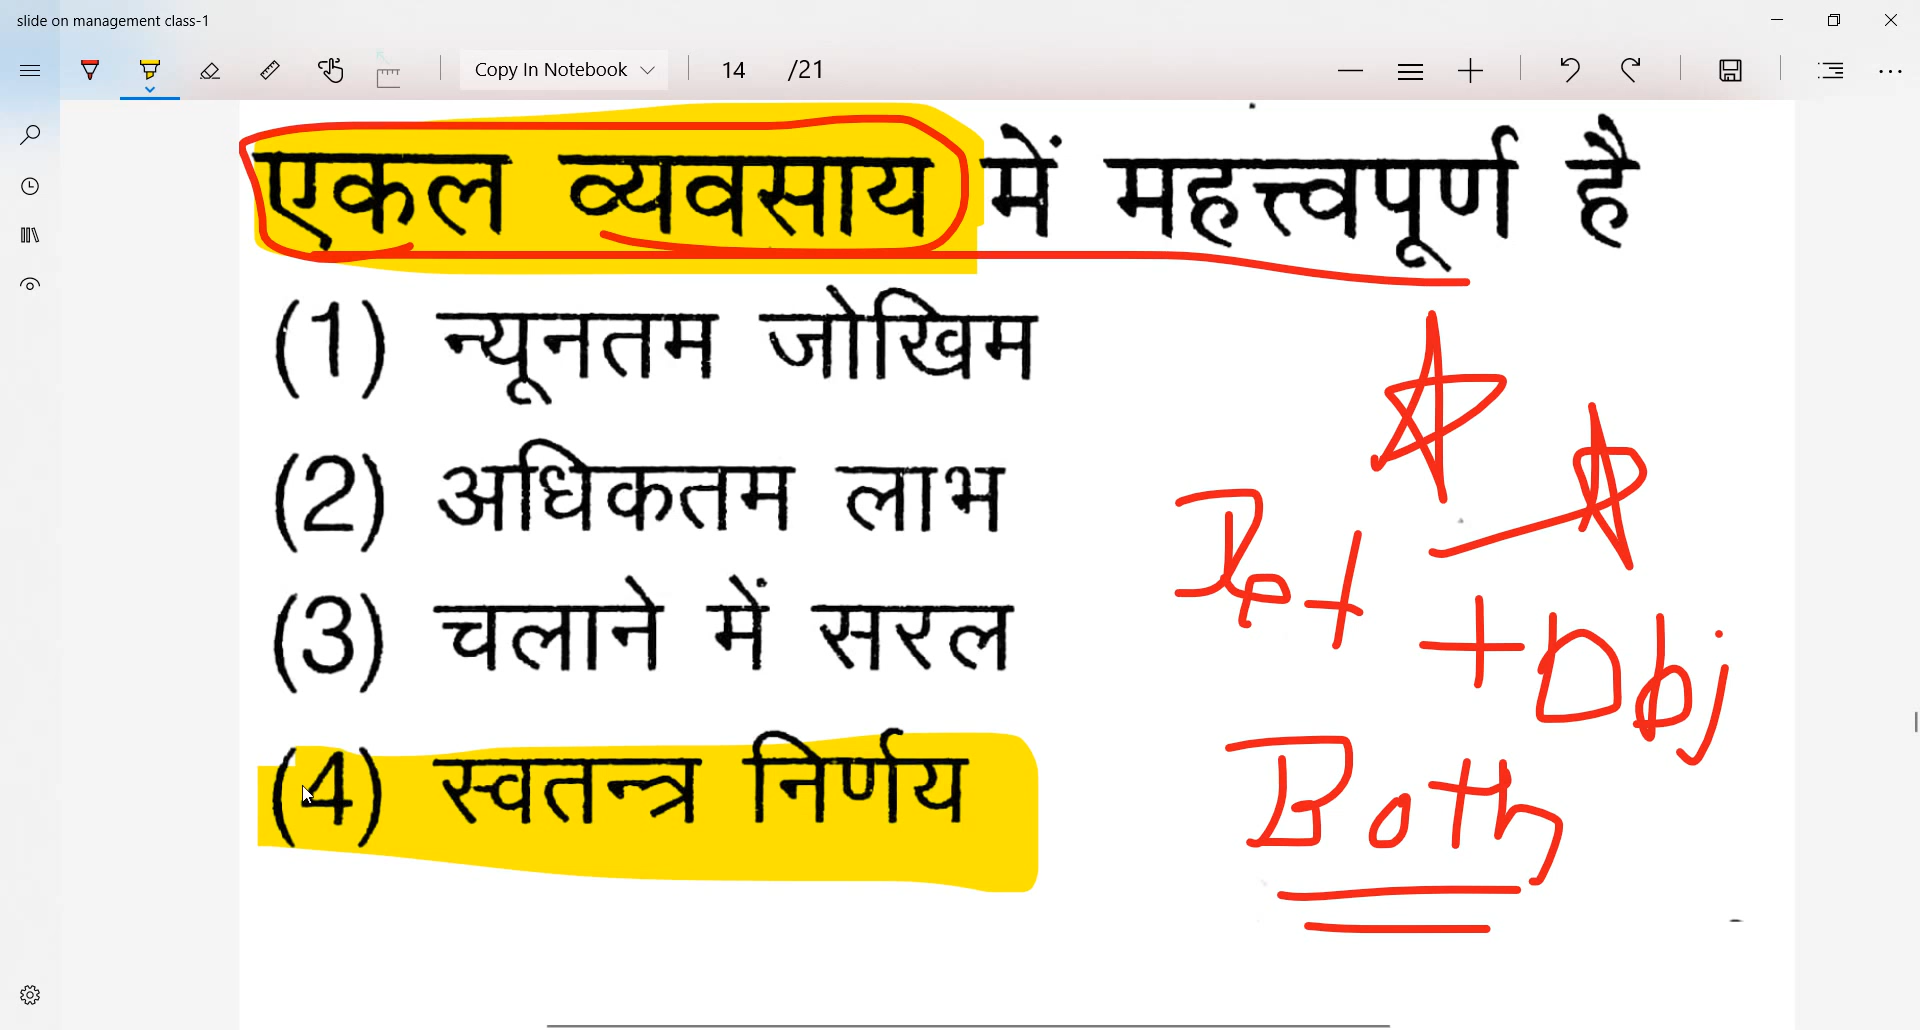 slide on management class-1
Copy In Notebook 14 /21
एकल व्यवसाय में महत्त्वपूर्ण है
(1) न्यूनतम जोखिम
(2) अधिकतम लाभ
(3) चलाने में सरल
(4) स्वतन्त्र निर्णय
+ Obj
Both